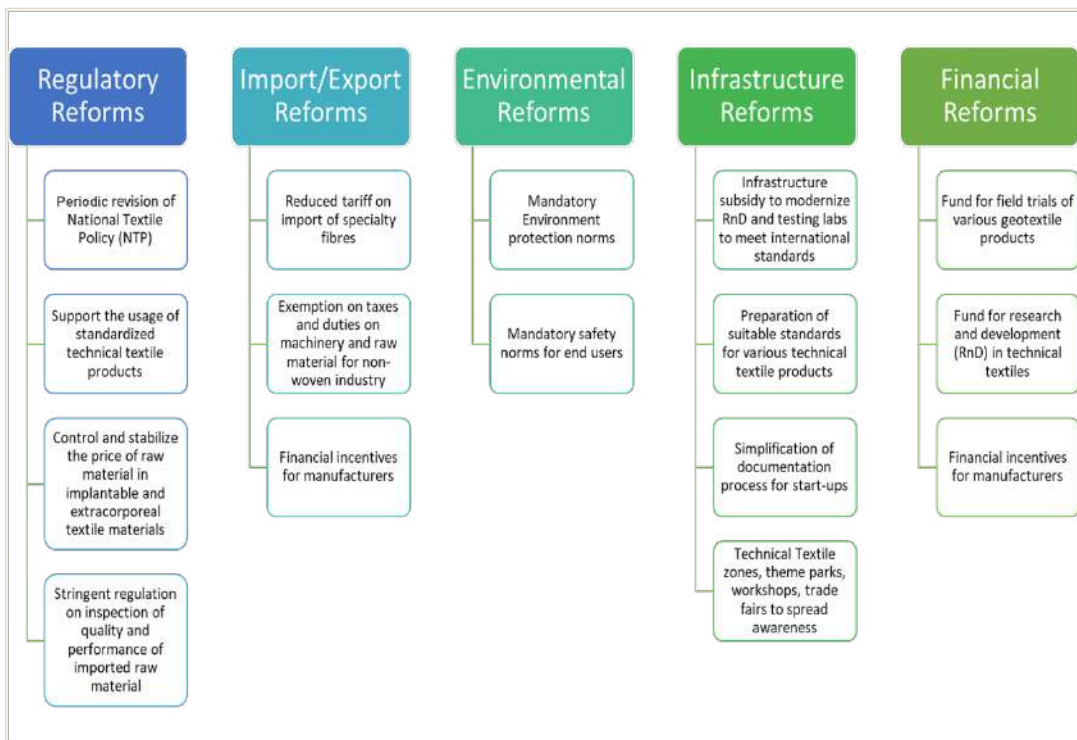 Regulatory
Reforms
Periodic revision of
National Textile
Policy (NTP)
Support the usage of
standardized
technical textile
products
Control and stabilize
the price of raw
material in
implantable and
extracorporeal
textile materials
Stringent regulation
on inspection of
quality and
performance of
imported raw
material
Import/Export
Reforms
Reduced tariff on
import of specialty
fibres
Exemption on taxes
and duties on
machinery and raw
material for non-
woven industry
Financial incentives
for manufacturers
Environmental
Reforms
Mandatory
Environment
protection norms
Mandatory safety
norms for end users
Infrastructure
Reforms
Infrastructure
subsidy to modernize
RnD and testing labs
to meet international
standards
Preparation of
suitable standards
for various technical
textile products
Simplification of
documentation
process for start-ups
Technical Textile
zones, theme parks,
workshops, trade
fairs to spread
awareness
Financial
Reforms
Fund for field trials of
various geotextile
products
Fund for research
and development
(RnD) in technical
textiles
Financial incentives
for manufacturers